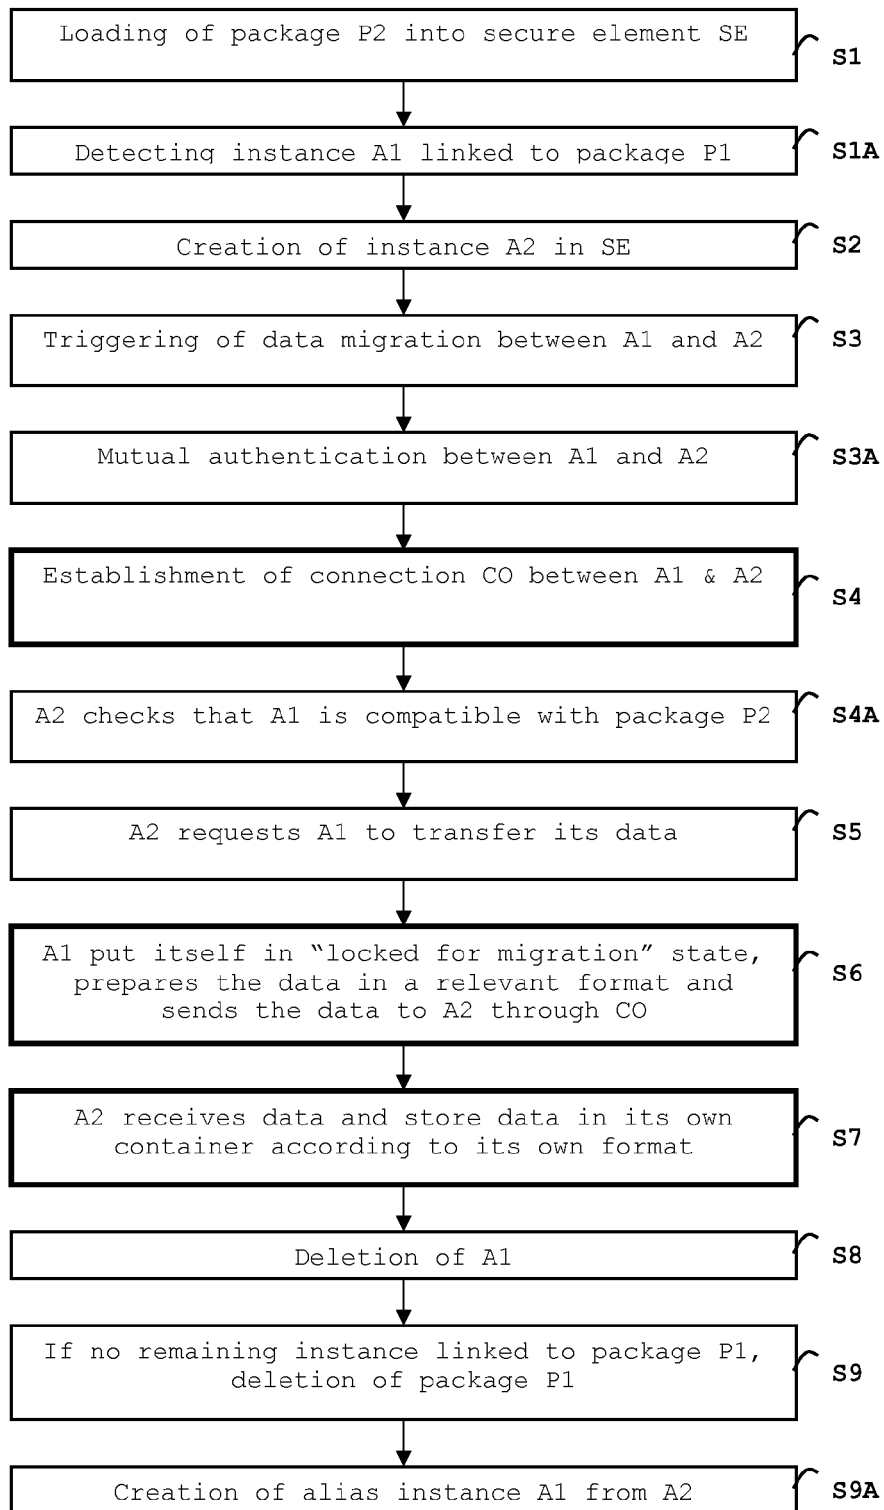 Loading of package P2 into secure element SE
S1
Detecting instance A1 linked to package P1
S1A
Creation of instance A2 in SE
S2
Triggering of data migration between A1 and A2
S3
Mutual authentication between A1 and A2
S3A
Establishment of connection CO between A1 & A2
S4
A2 checks that A1 is compatible with package P2
S4A
A2 requests A1 to transfer its data
S5
A1 put itself in “locked for migration” state,
prepares the data in a relevant format and
sends the data to A2 through CO
S6
A2 receives data and store data in its own
container according to its own format
S7
Deletion of A1
S8
If no remaining instance linked to package P1,
deletion of package P1
S9
Creation of alias instance A1 from A2
S9A